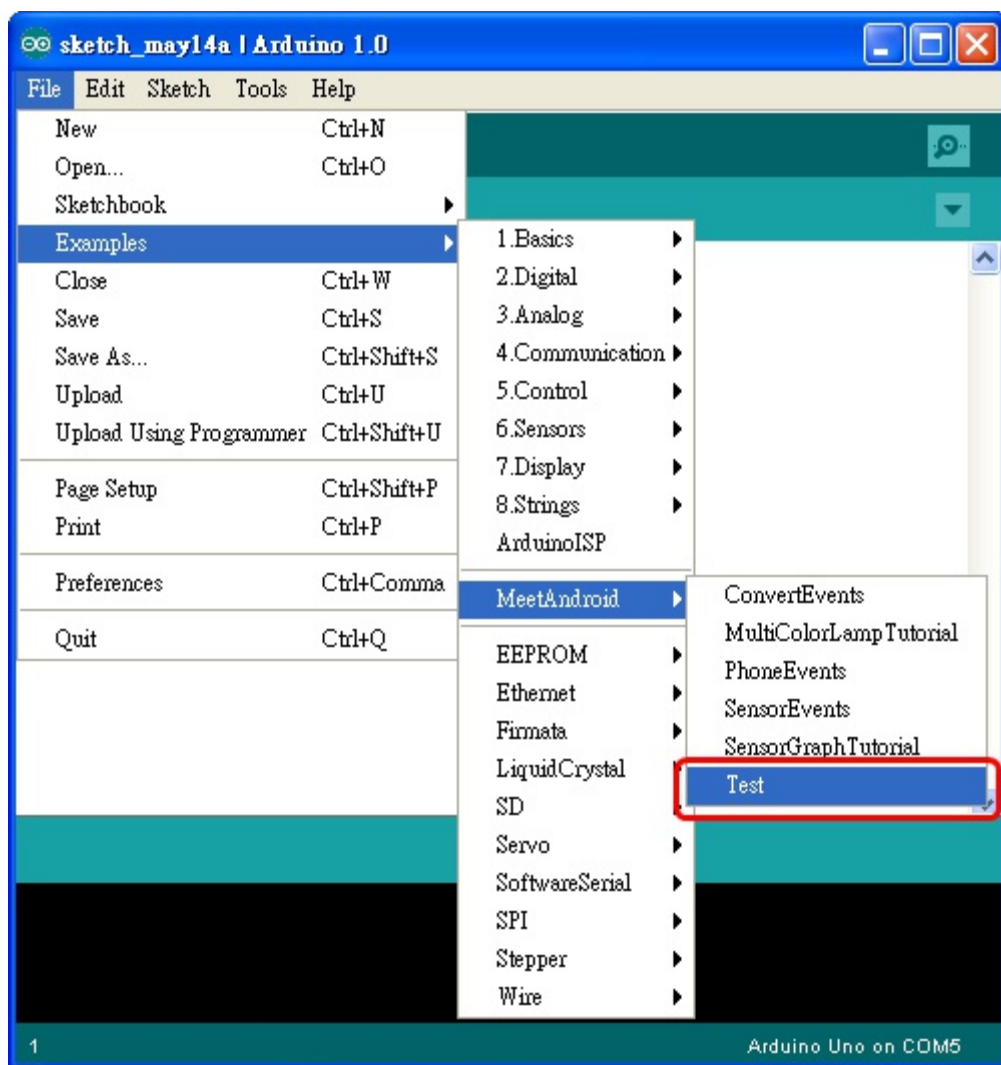 sketch_may14a | Arduino 1.0
File Edit Sketch Tools Help
New Ctrl+N
Open... Ctrl+O
Sketchbook
Examples
Close Ctrl+W
Save Ctrl+S
Save As... Ctrl+Shift+S
Upload Ctrl+U
Upload Using Programmer Ctrl+Shift+U
Page Setup Ctrl+Shift+P
Print Ctrl+P
Preferences Ctrl+Comma
Quit Ctrl+Q
1.Basics
2.Digital
3.Analog
4.Communication
5.Control
6.Sensors
7.Display
8.Strings
ArduinoISP
MeetAndroid
EEPROM
Ethernet
Firmata
LiquidCrystal
SD
Servo
SoftwareSerial
SPI
Stepper
Wire
ConvertEvents
MultiColorLampTutorial
PhoneEvents
SensorEvents
SensorGraphTutorial
Test
1 Arduino Uno on COM5